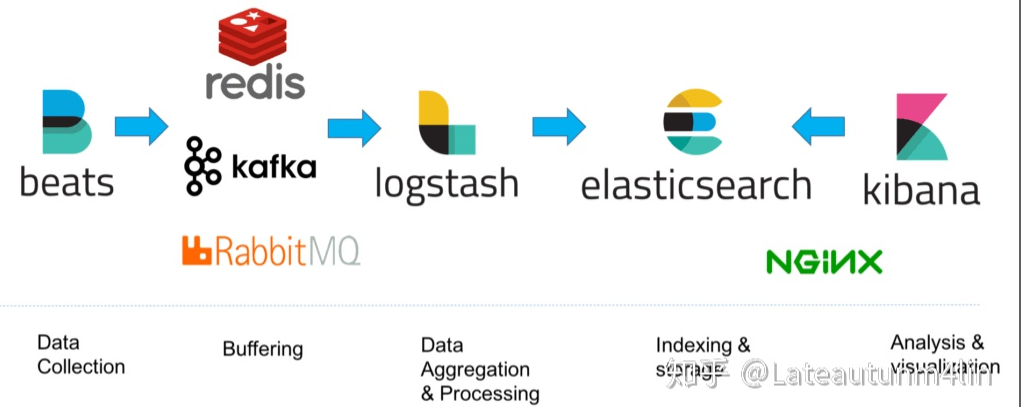 redis
beats
kafka
logstash
elasticsearch
kibana
RabbitMQ
NGINX
Data
Collection
Buffering
Data
Aggregation
& Processing
Indexing &
storage
Analysis &
visualization
知乎 @Lateautumn4lin